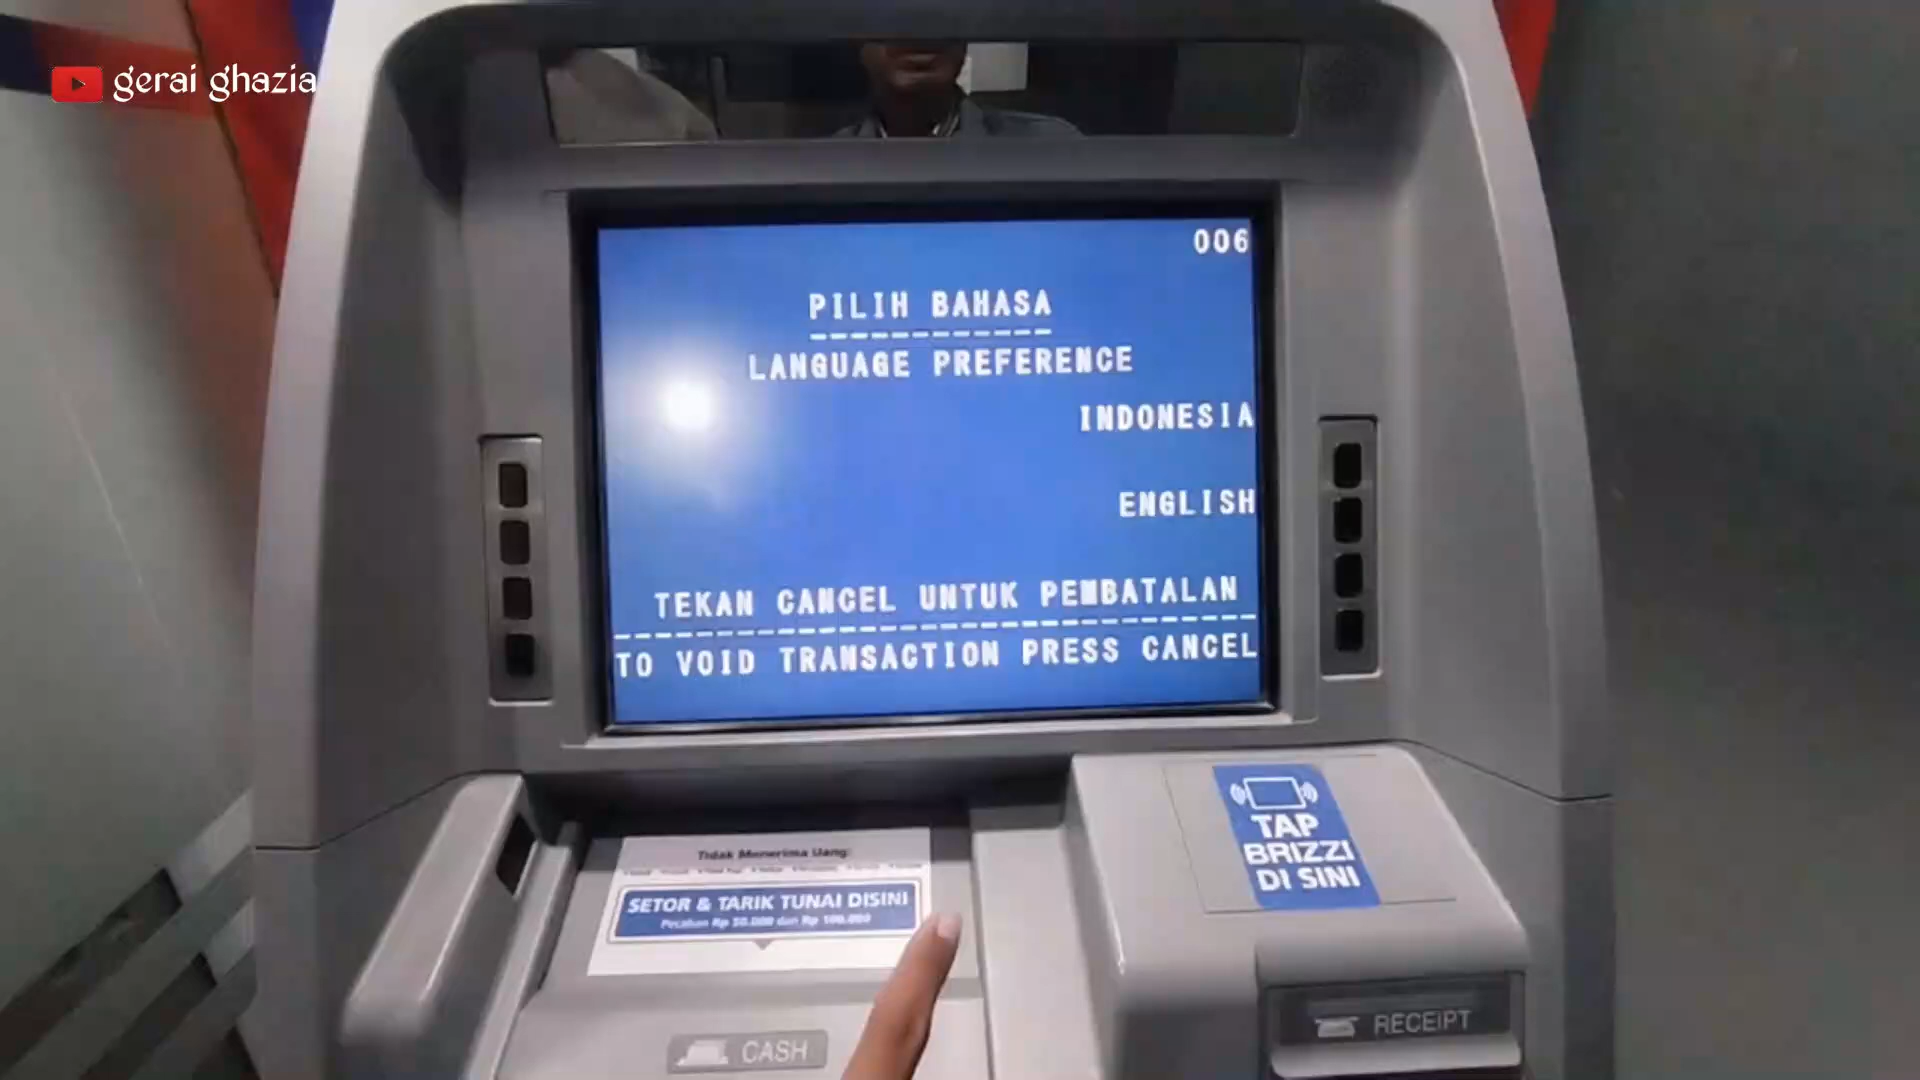 gerai ghazia
006
PILIH BAHASA
LANGUAGE PREFERENCE
INDONESIA
ENGLISH
TEKAN CANCEL UNTUK PEMBATALAN
TO VOID TRANSACTION PRESS CANCEL
TAP
BRIZZI
DI SINI
Tidak Menerima Uang:
SETOR & TARIK TUNAI DISINI
Pecahan Rp 50.000 dan Rp 100.000
RECEIPT
CASH